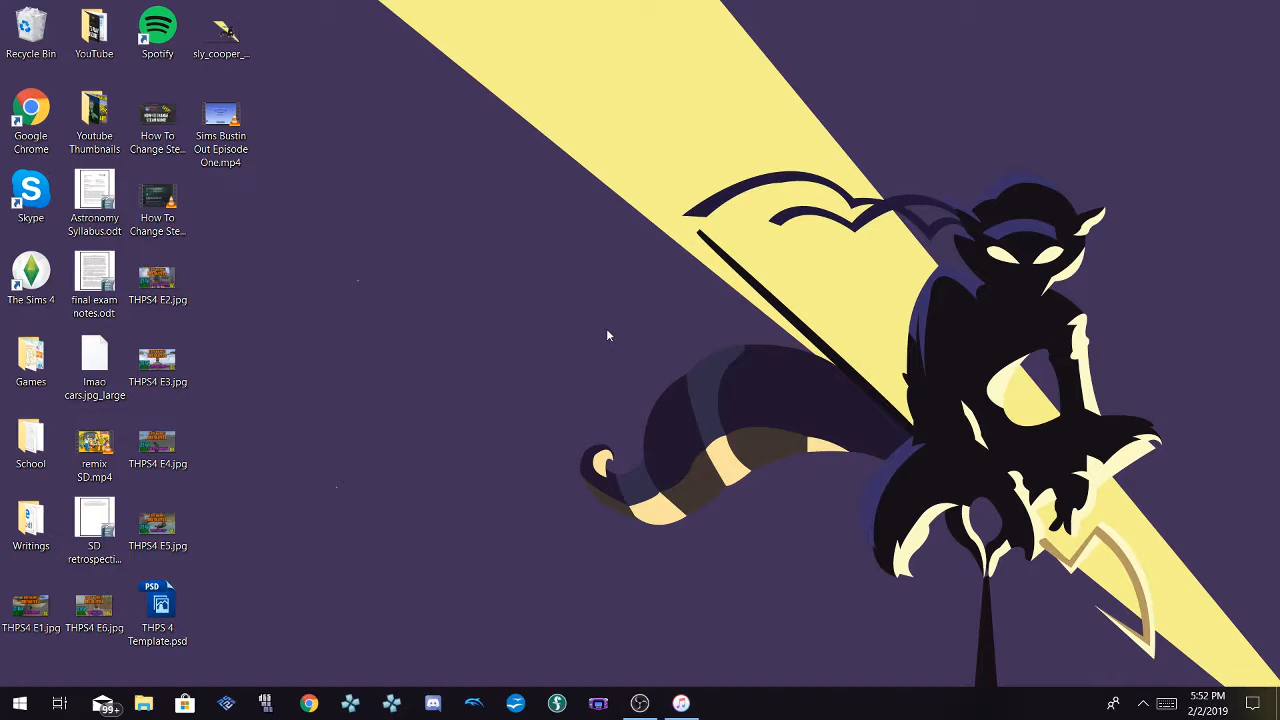 Recycle Bin
YouTube
Spotify
sly_cooper_...
Google
Chrome
Youtube
Thumbnails
How To
Change Ste...
Sims Bustin
Out Episode
One.mp4
Skype
Astronomy
Syllabus.odt
How To
Change Ste...
The Sims 4
final exam
notes.odt
THPS4 E2.jpg
Games
lmao
cars.jpg_large
THPS4 E3.jpg
School
remix
SD.mp4
THPS4 E4.jpg
Writings
SD
retrospecti...
THPS4 E5.jpg
THPS4 E1.jpg
THPS4 E6.jpg
PSD
THPS 4
Template.psd
99+
5:52 PM
2/2/2019